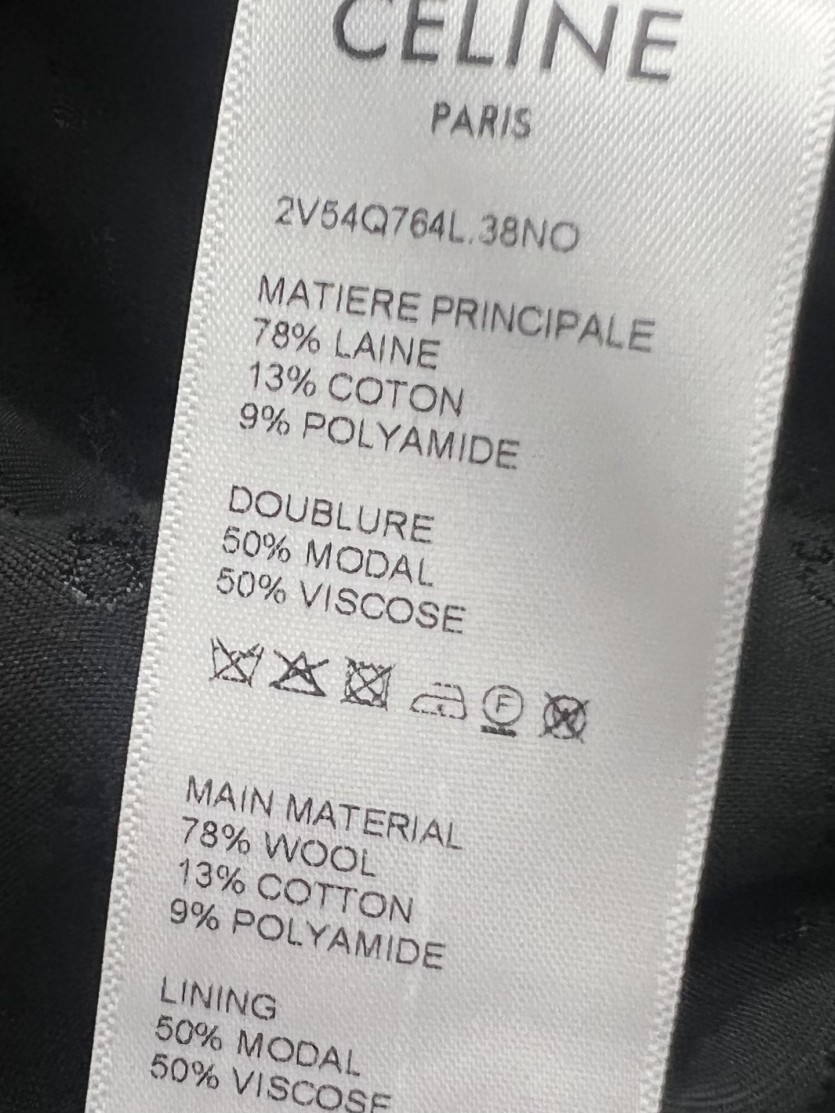 CELINE
PARIS
2V54Q764L.38NO
MATIERE PRINCIPALE
78% LAINE
13% COTON
9% POLYAMIDE
DOUBLURE
50% MODAL
50% VISCOSE
F
MAIN MATERIAL
78% WOOL
13% COTTON
9% POLYAMIDE
LINING
50% MODAL
50% VISCOSE